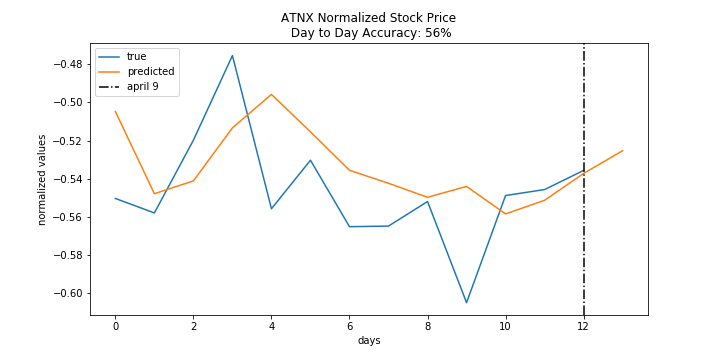 ATNX Normalized Stock Price
Day to Day Accuracy: 56%
true
predicted
april 9
−0.48
−0.50
−0.52
−0.54
−0.56
−0.58
−0.60
normalized values
0 2 4 6 8 10 12
days